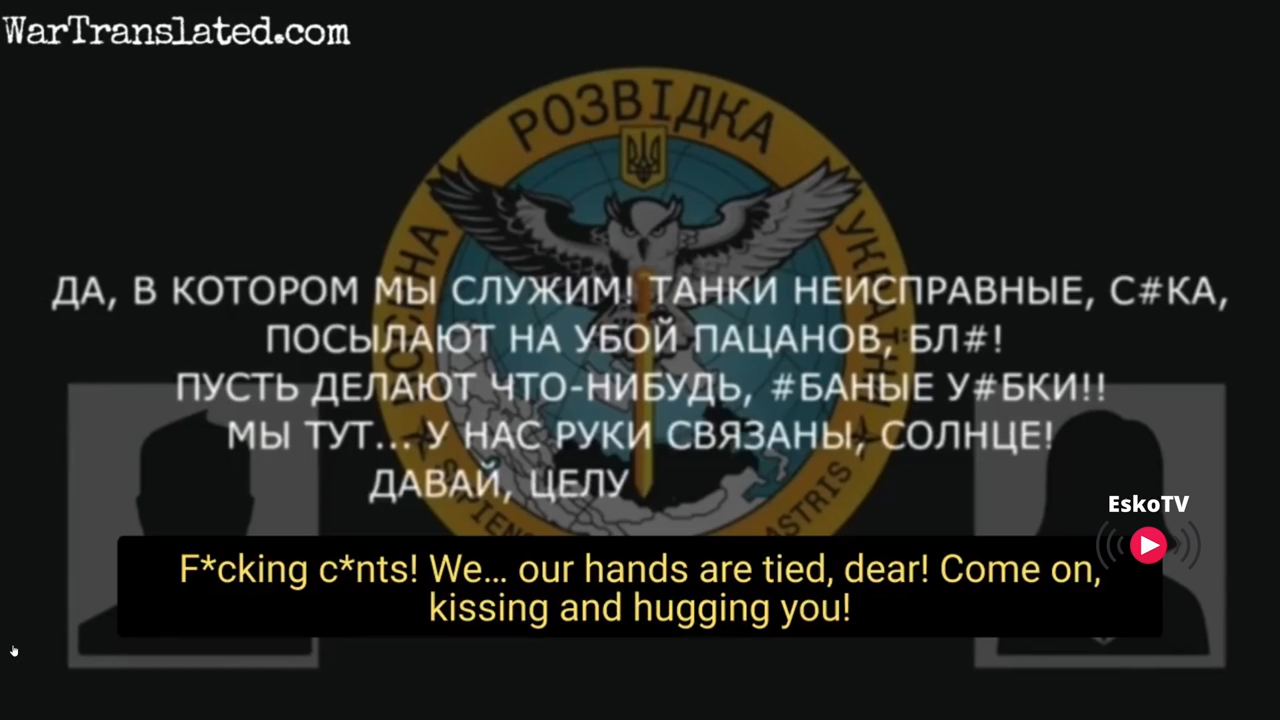 WarTranslated.com
РОЗВІДКА
УКРАЇНИ
ДА, В КОТОРОМ МЫ СЛУЖИМ! ТАНКИ НЕИСПРАВНЫЕ, С#КА,
ПОСЫЛАЮТ НА УБОЙ ПАЦАНОВ, БЛ#!
ПУСТЬ ДЕЛАЮТ ЧТО-НИБУДЬ, #БАНЫЕ У#БКИ!!
МЫ ТУТ... У НАС РУКИ СВЯЗАНЫ, СОЛНЦЕ!
ДАВАЙ, ЦЕЛУ
ASTRIS
EskoTV
F*cking c*nts! We… our hands are tied, dear! Come on,
kissing and hugging you!